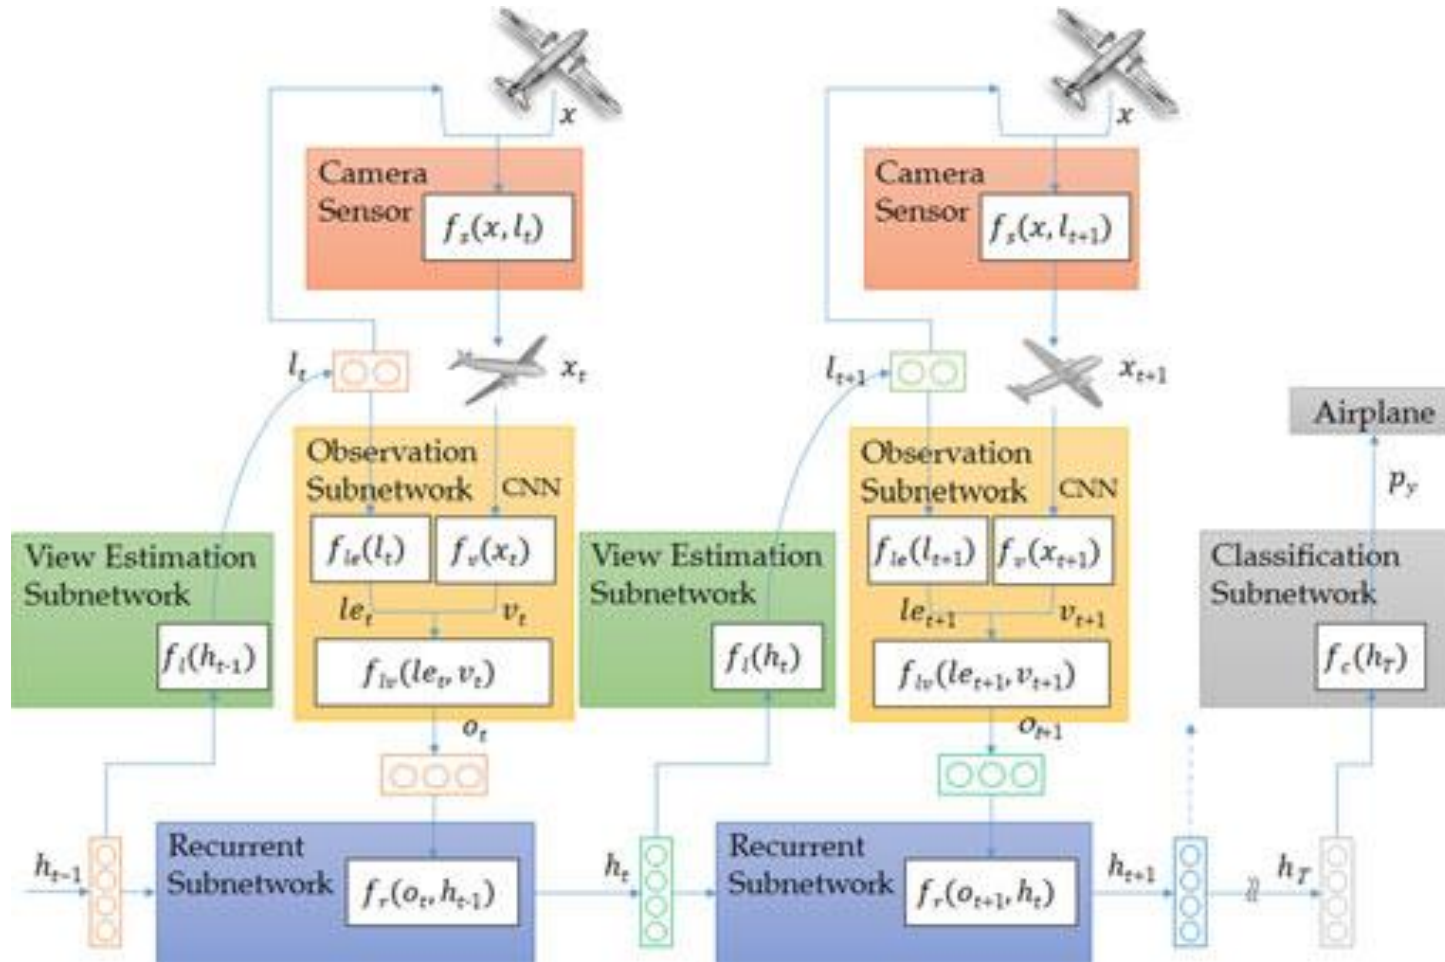 x
x
Camera
Sensor
f_s(x, l_t)
Camera
Sensor
f_s(x, l_{t+1})
l_t
x_t
l_{t+1}
x_{t+1}
Airplane
p_y
Observation
Subnetwork
CNN
f_{le}(l_t)
f_v(x_t)
le_t
v_t
f_{lv}(le_t, v_t)
o_t
Observation
Subnetwork
CNN
f_{le}(l_{t+1})
f_v(x_{t+1})
le_{t+1}
v_{t+1}
f_{lv}(le_{t+1}, v_{t+1})
o_{t+1}
View Estimation
Subnetwork
f_l(h_{t-1})
View Estimation
Subnetwork
f_l(h_t)
Classification
Subnetwork
f_c(h_T)
h_{t-1}
Recurrent
Subnetwork
f_r(o_t, h_{t-1})
h_t
Recurrent
Subnetwork
f_r(o_{t+1}, h_t)
h_{t+1}
h_T